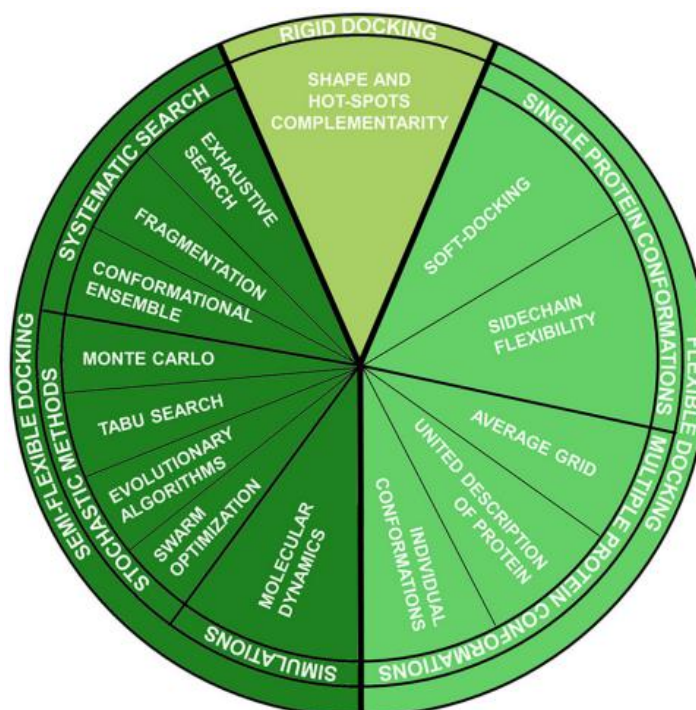 RIGID DOCKING
SHAPE AND
HOT-SPOTS
COMPLEMENTARITY
FLEXIBLE DOCKING
SINGLE PROTEIN CONFORMATIONS
SOFT-DOCKING
SIDECHAIN
FLEXIBILITY
MULTIPLE PROTEIN CONFORMATIONS
AVERAGE GRID
UNITED DESCRIPTION
OF PROTEIN
INDIVIDUAL
CONFORMATIONS
SEMI-FLEXIBLE DOCKING
SIMULATIONS
MOLECULAR
DYNAMICS
STOCHASTIC METHODS
SWARM
OPTIMIZATION
EVOLUTIONARY
ALGORITHMS
TABU SEARCH
MONTE CARLO
SYSTEMATIC SEARCH
CONFORMATIONAL
ENSEMBLE
FRAGMENTATION
EXHAUSTIVE
SEARCH